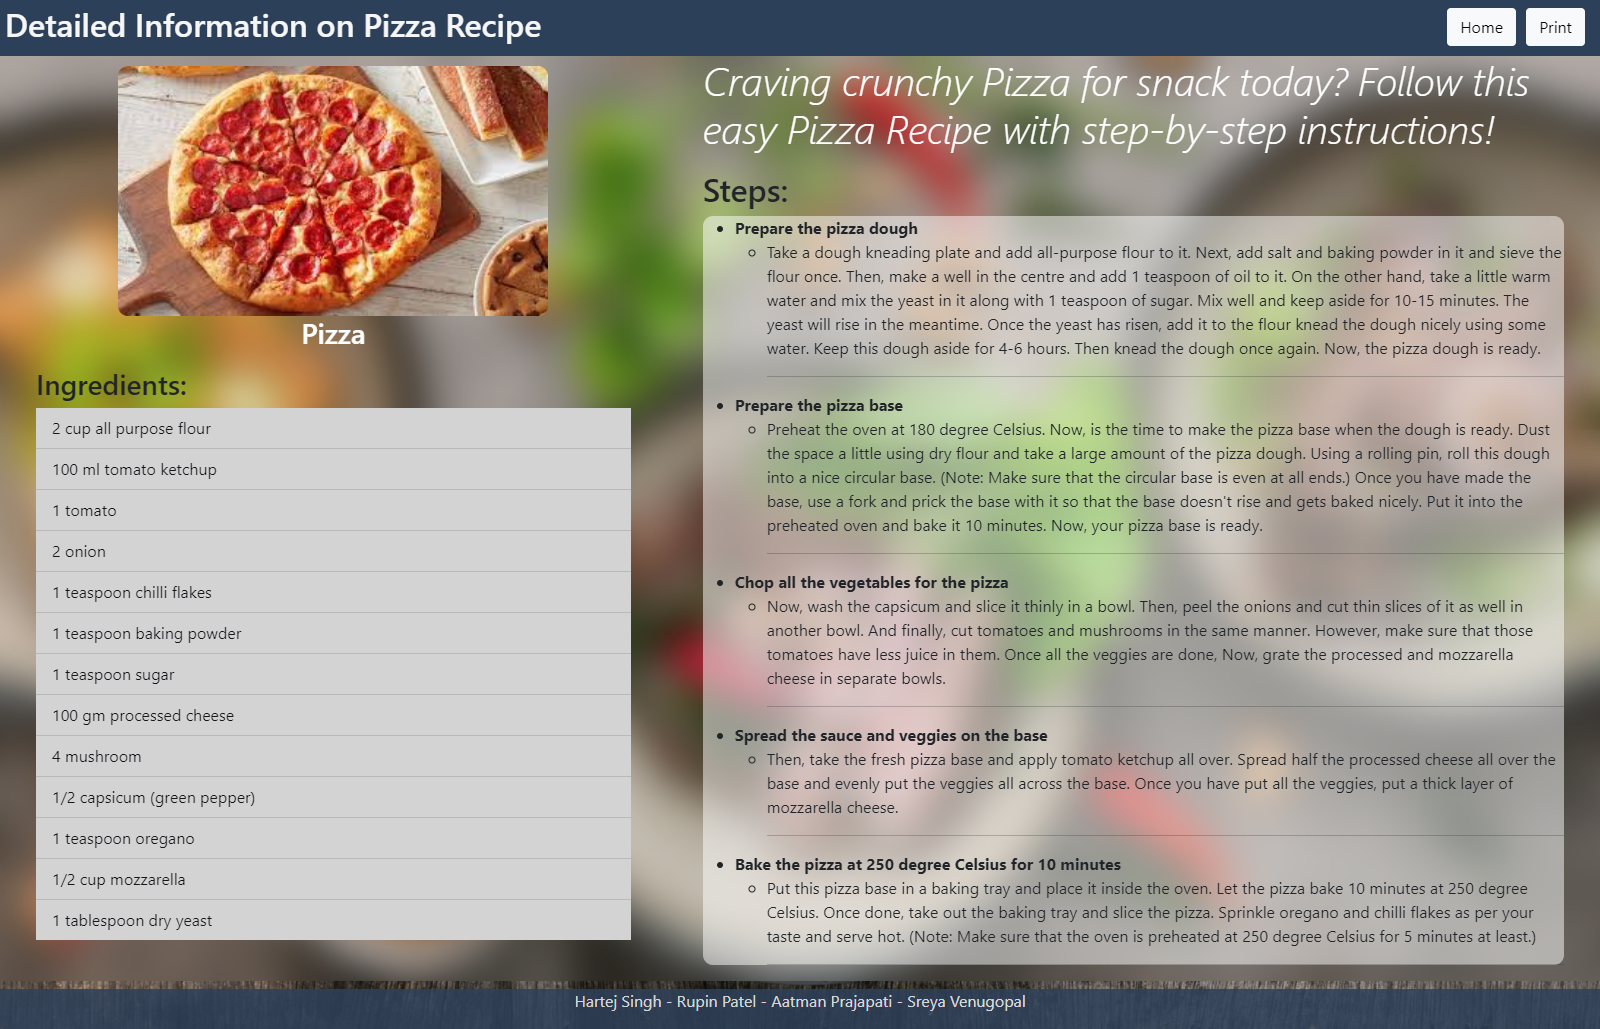 Detailed Information on Pizza Recipe
Home
Print
Pizza
Ingredients:
2 cup all purpose flour
100 ml tomato ketchup
1 tomato
2 onion
1 teaspoon chilli flakes
1 teaspoon baking powder
1 teaspoon sugar
100 gm processed cheese
4 mushroom
1/2 capsicum (green pepper)
1 teaspoon oregano
1/2 cup mozzarella
1 tablespoon dry yeast
Craving crunchy Pizza for snack today? Follow this
easy Pizza Recipe with step-by-step instructions!
Steps:
Prepare the pizza dough
Take a dough kneading plate and add all-purpose flour to it. Next, add salt and baking powder in it and sieve the
flour once. Then, make a well in the centre and add 1 teaspoon of oil to it. On the other hand, take a little warm
water and mix the yeast in it along with 1 teaspoon of sugar. Mix well and keep aside for 10-15 minutes. The
yeast will rise in the meantime. Once the yeast has risen, add it to the flour knead the dough nicely using some
water. Keep this dough aside for 4-6 hours. Then knead the dough once again. Now, the pizza dough is ready.
Prepare the pizza base
Preheat the oven at 180 degree Celsius. Now, is the time to make the pizza base when the dough is ready. Dust
the space a little using dry flour and take a large amount of the pizza dough. Using a rolling pin, roll this dough
into a nice circular base. (Note: Make sure that the circular base is even at all ends.) Once you have made the
base, use a fork and prick the base with it so that the base doesn't rise and gets baked nicely. Put it into the
preheated oven and bake it 10 minutes. Now, your pizza base is ready.
Chop all the vegetables for the pizza
Now, wash the capsicum and slice it thinly in a bowl. Then, peel the onions and cut thin slices of it as well in
another bowl. And finally, cut tomatoes and mushrooms in the same manner. However, make sure that those
tomatoes have less juice in them. Once all the veggies are done, Now, grate the processed and mozzarella
cheese in separate bowls.
Spread the sauce and veggies on the base
Then, take the fresh pizza base and apply tomato ketchup all over. Spread half the processed cheese all over the
base and evenly put the veggies all across the base. Once you have put all the veggies, put a thick layer of
mozzarella cheese.
Bake the pizza at 250 degree Celsius for 10 minutes
Put this pizza base in a baking tray and place it inside the oven. Let the pizza bake 10 minutes at 250 degree
Celsius. Once done, take out the baking tray and slice the pizza. Sprinkle oregano and chilli flakes as per your
taste and serve hot. (Note: Make sure that the oven is preheated at 250 degree Celsius for 5 minutes at least.)
Hartej Singh - Rupin Patel - Aatman Prajapati - Sreya Venugopal